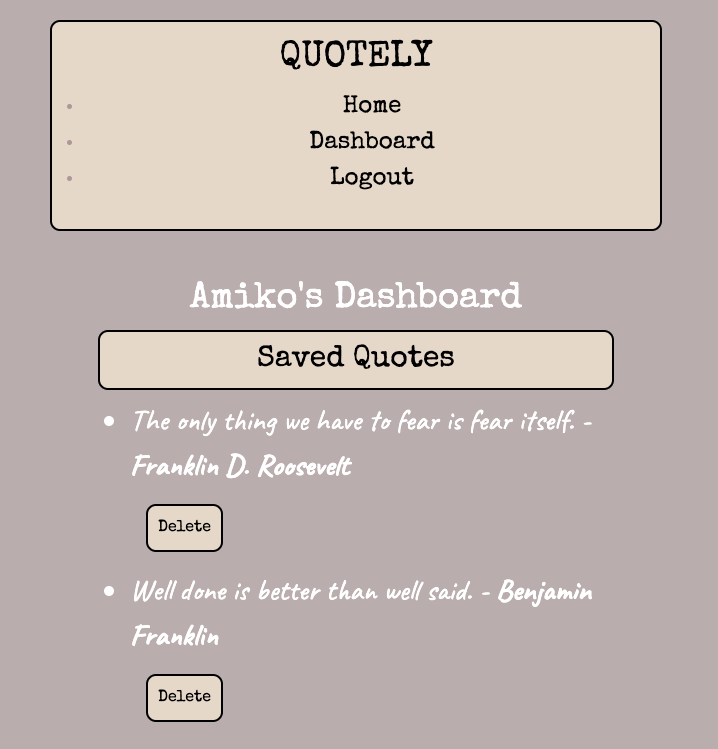 QUOTELY
Home
Dashboard
Logout
Amiko's Dashboard
Saved Quotes
The only thing we have to fear is fear itself. -
Franklin D. Roosevelt
Delete
Well done is better than well said. - Benjamin
Franklin
Delete